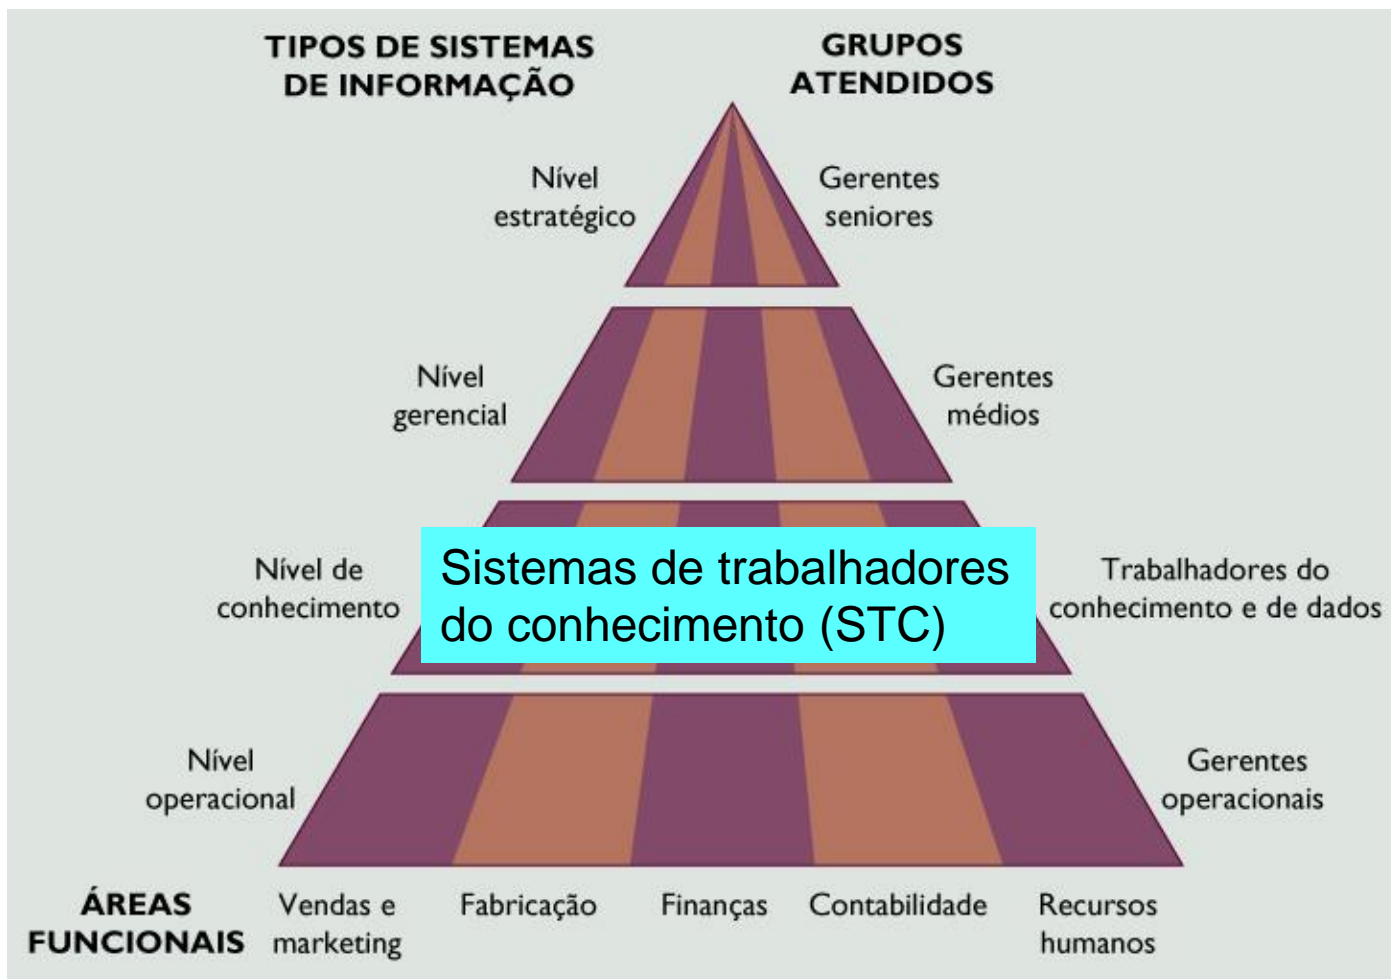 TIPOS DE SISTEMAS
DE INFORMAÇÃO
GRUPOS
ATENDIDOS
Nível
estratégico
Gerentes
seniores
Nível
gerencial
Gerentes
médios
Nível de
conhecimento
Sistemas de trabalhadores
do conhecimento (STC)
Trabalhadores do
conhecimento e de dados
Nível
operacional
Gerentes
operacionais
ÁREAS
FUNCIONAIS
Vendas e
marketing
Fabricação
Finanças
Contabilidade
Recursos
humanos